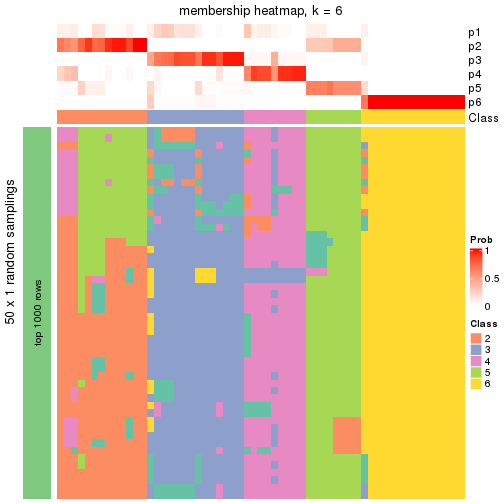 membership heatmap, k = 6
p1
p2
p3
p4
p5
p6
Class
50 x 1 random samplings
top 1000 rows
Prob
1
0.5
0
Class
2
3
4
5
6